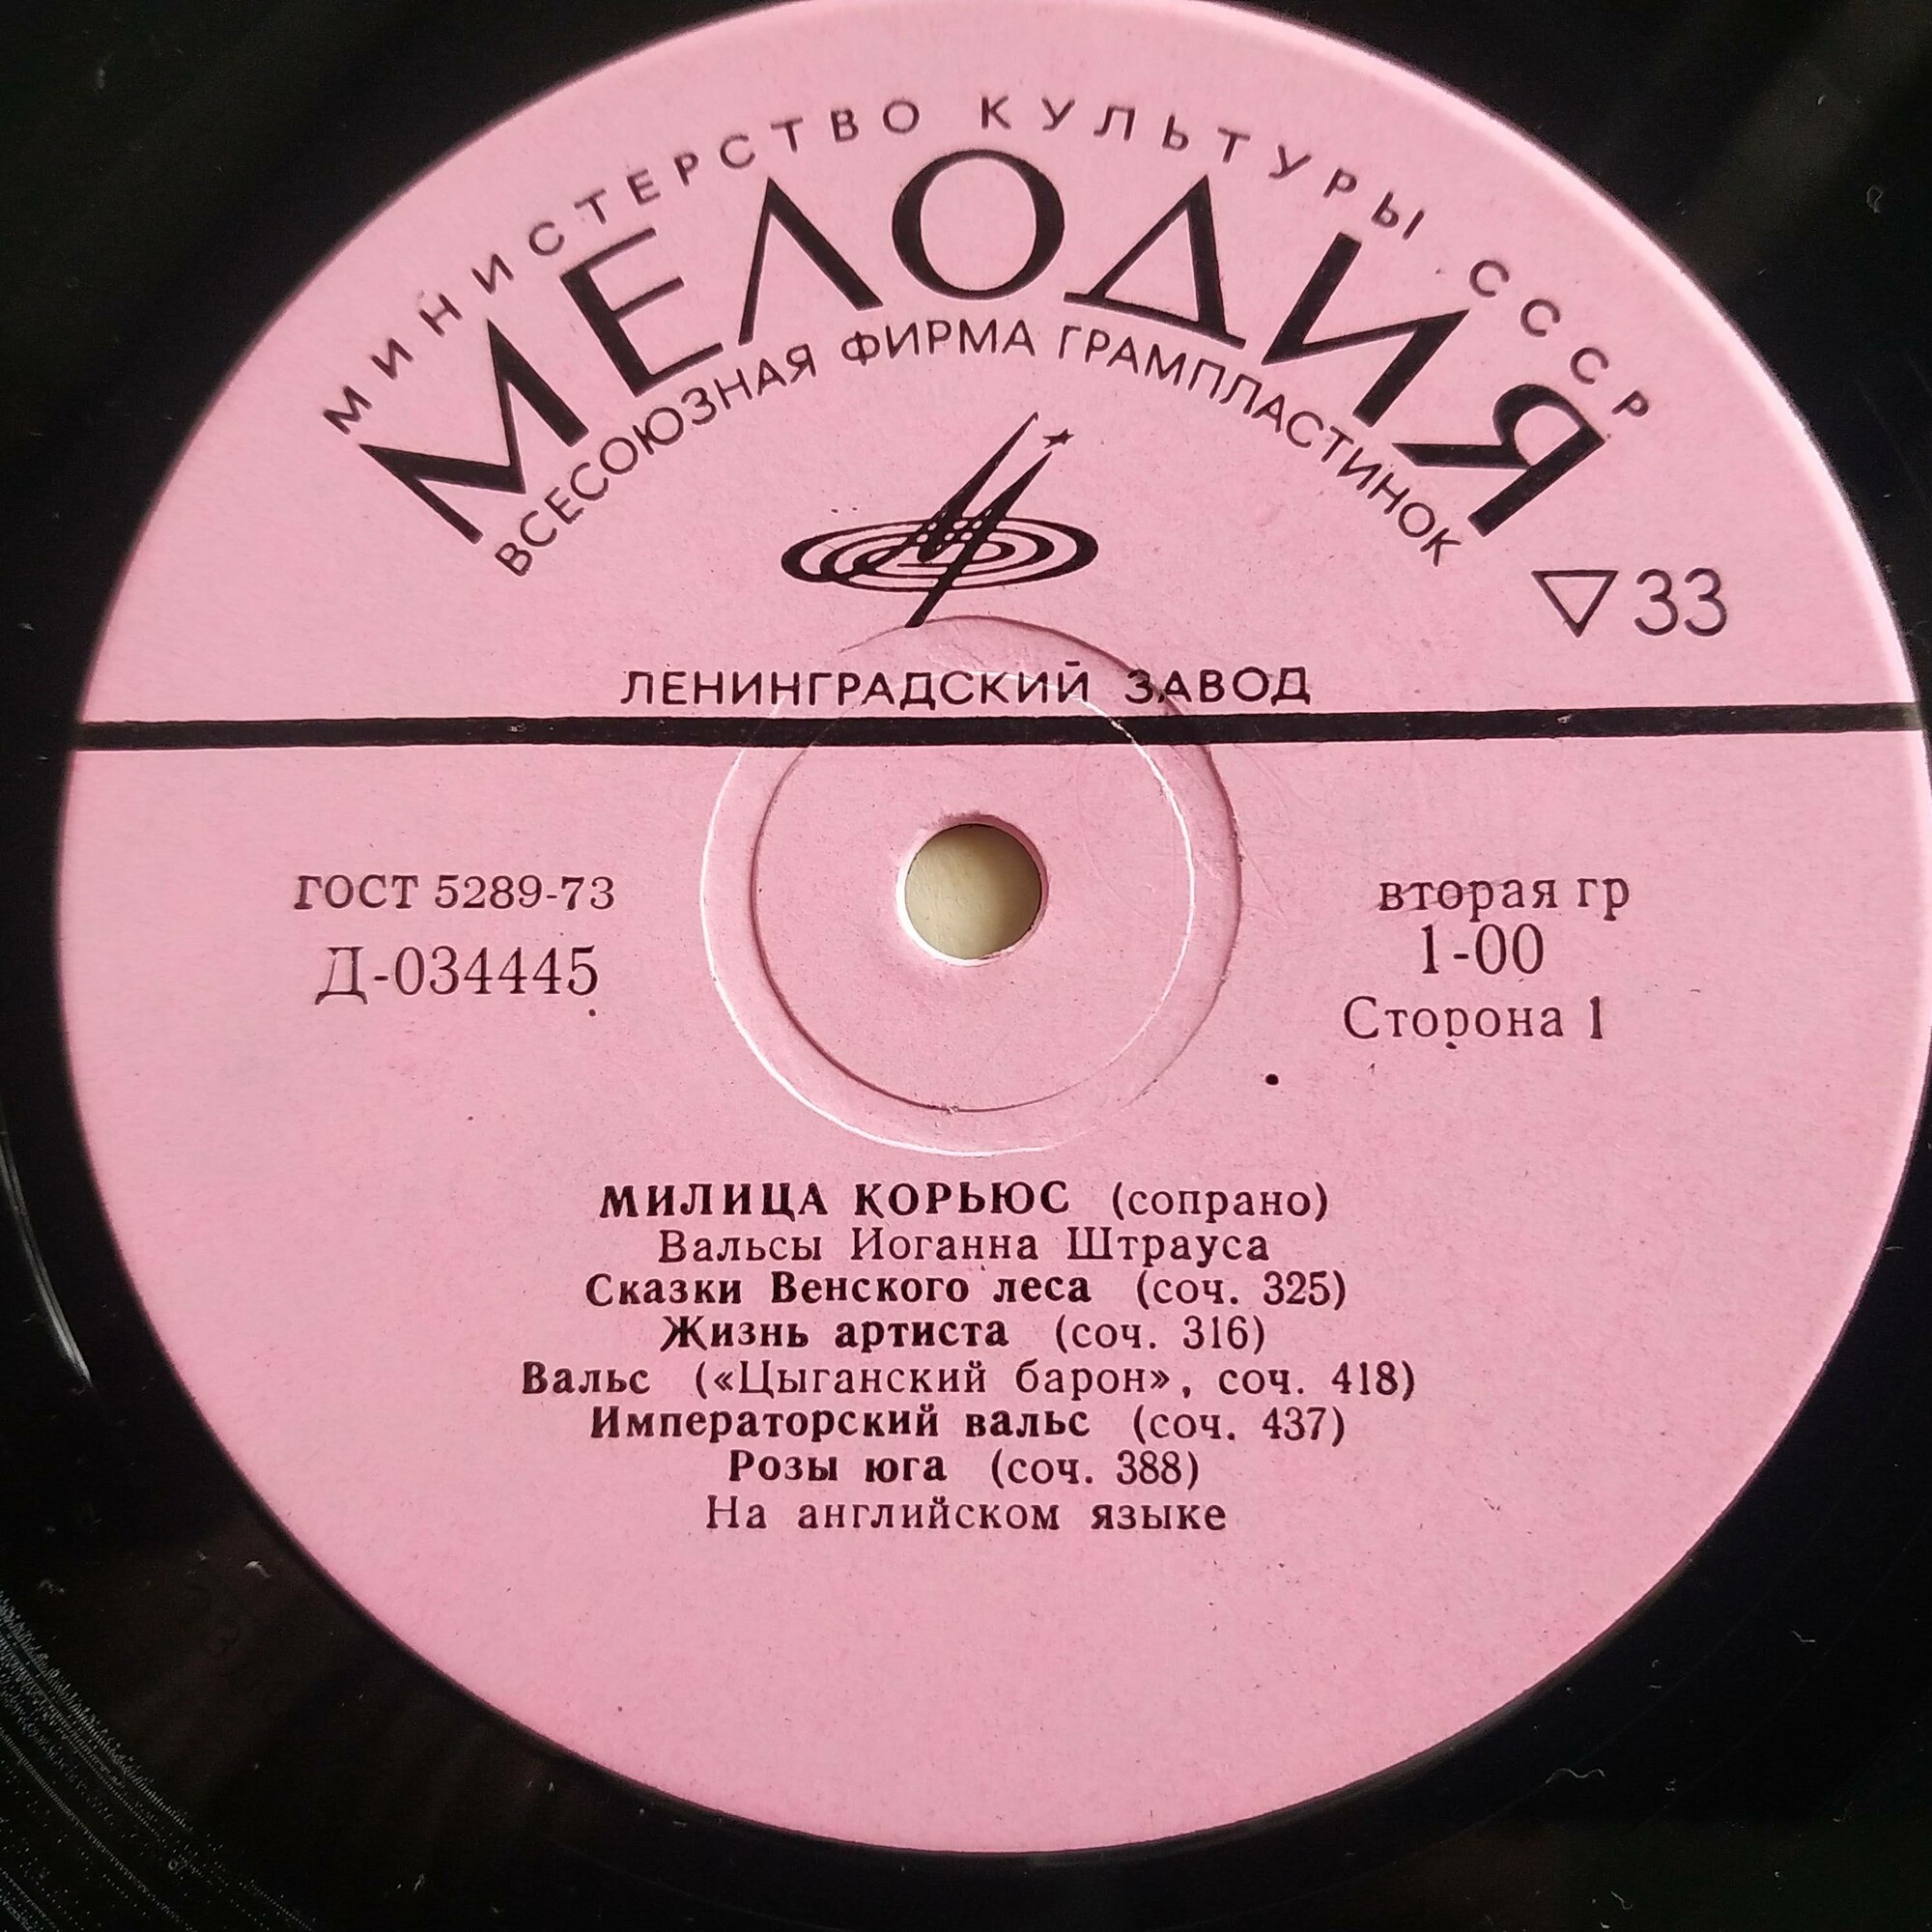 МИНИСТЕРСТВО КУЛЬТУРЫ СССР
МЕЛОДИЯ
ВСЕСОЮЗНАЯ ФИРМА ГРАМПЛАСТИНОК
33
ЛЕНИНГРАДСКИЙ ЗАВОД
ГОСТ 5289-73
Д-034445
вторая гр
1-00
Сторона 1
МИЛИЦА КОРЬЮС (сопрано)
Вальсы Иоганна Штрауса
Сказки Венского леса (соч. 325)
Жизнь артиста (соч. 316)
Вальс («Цыганский барон», соч. 418)
Императорский вальс (соч. 437)
Розы юга (соч. 388)
На английском языке